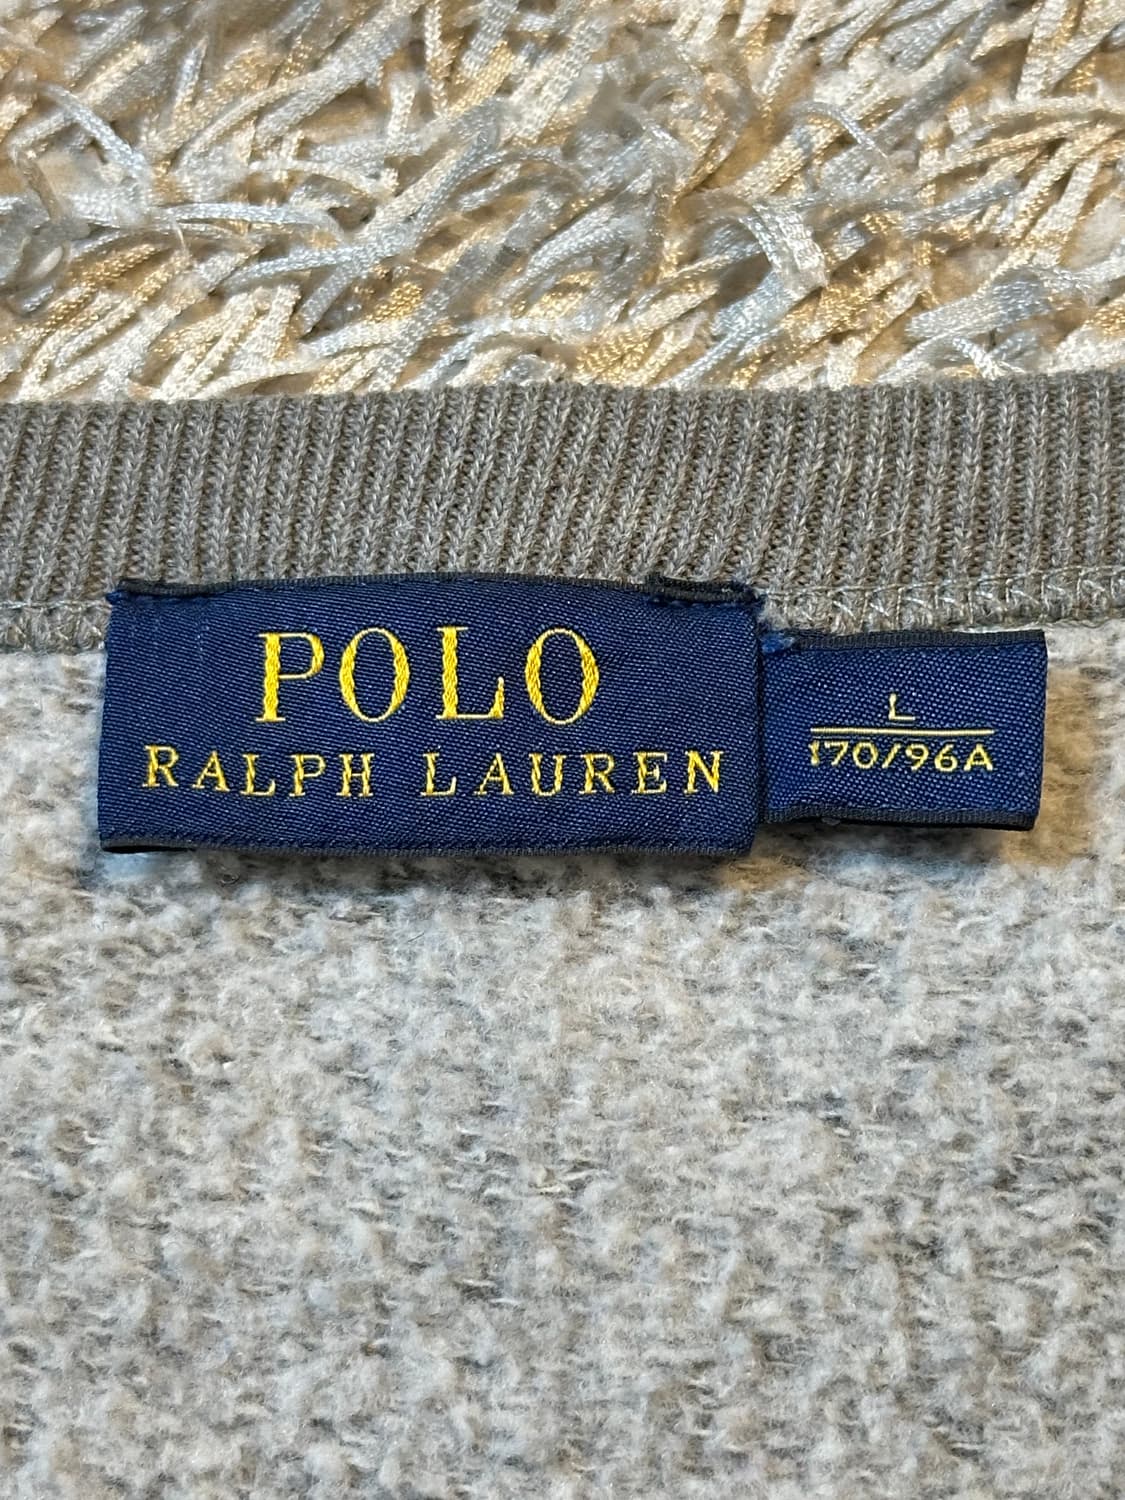 POLO
RALPH LAUREN
L
170/96A